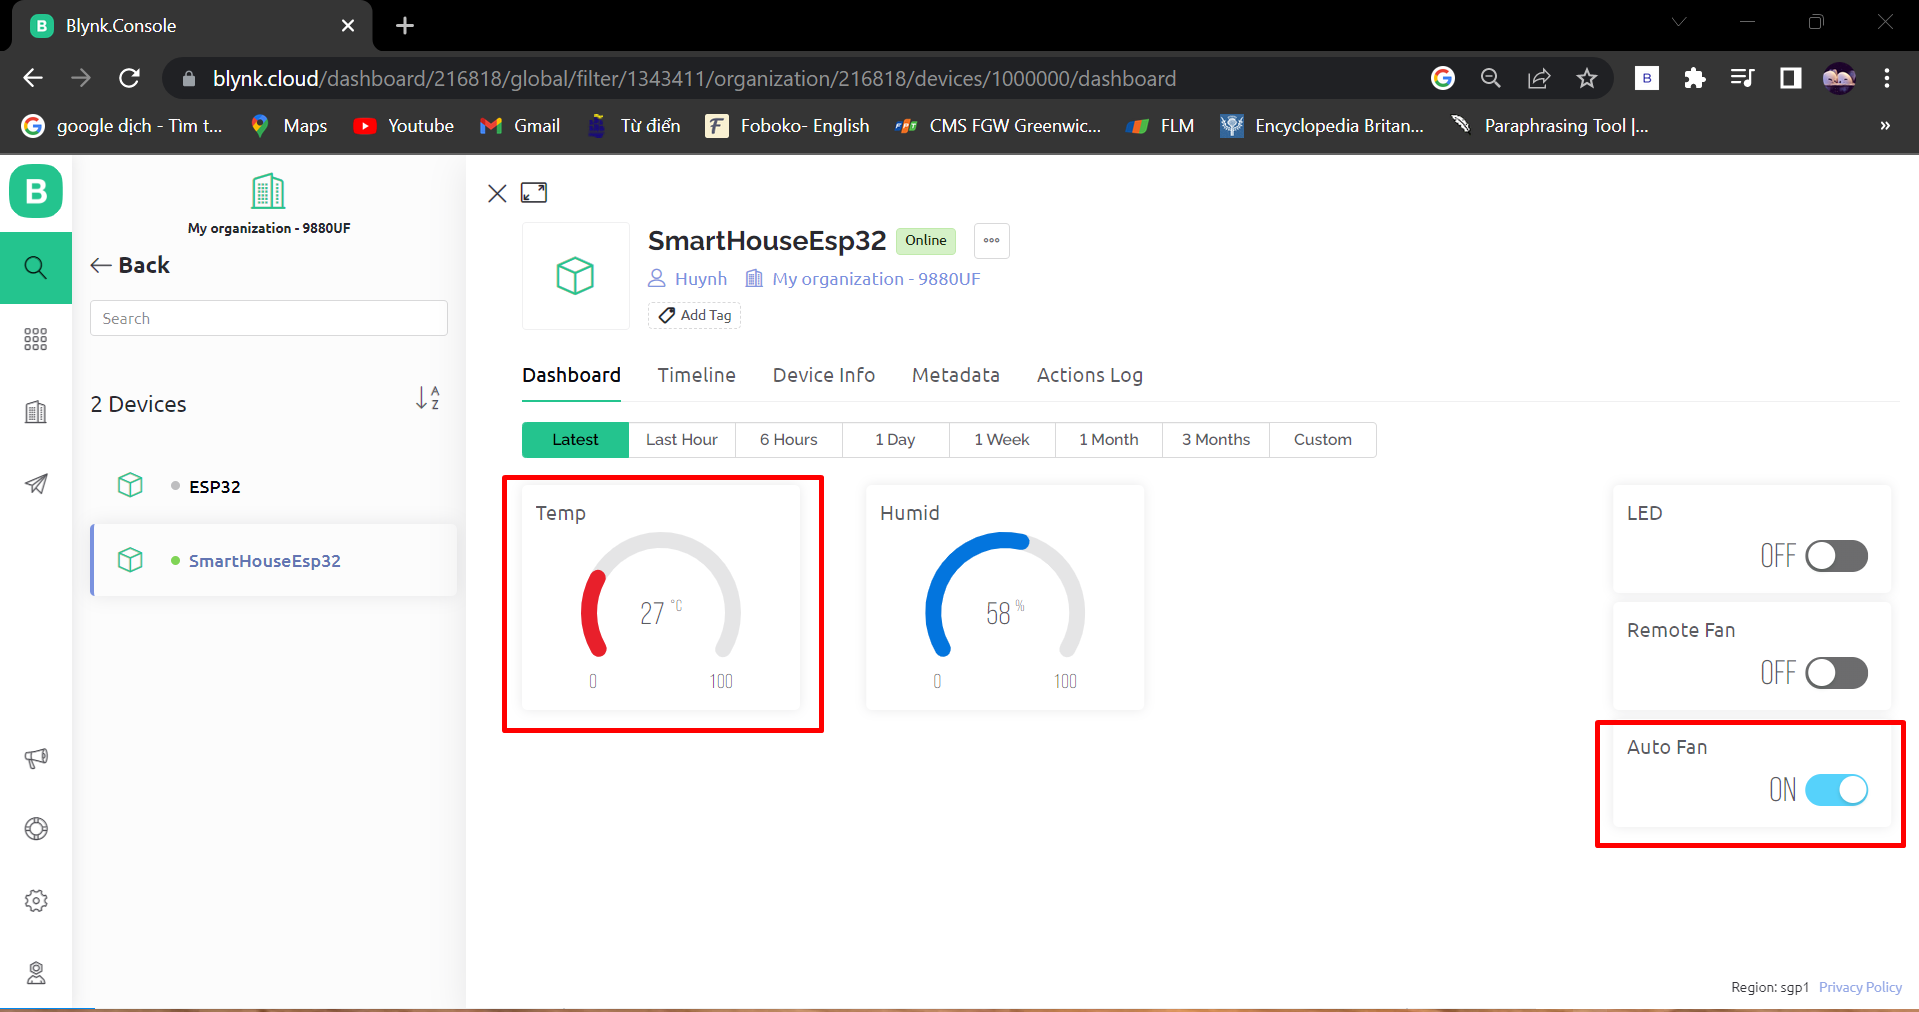 B Blynk.Console
blynk.cloud/dashboard/216818/global/filter/1343411/organization/216818/devices/1000000/dashboard
B
google dịch - Tìm t... Maps Youtube Gmail Từ điển F Foboko- English CMS FGW Greenwic... FLM Encyclopedia Britan... Paraphrasing Tool |... »
B
My organization - 9880UF
Back
Search
2 Devices
A
Z
ESP32
SmartHouseEsp32
SmartHouseEsp32 Online
Huynh My organization - 9880UF
Add Tag
Dashboard Timeline Device Info Metadata Actions Log
Latest Last Hour 6 Hours 1 Day 1 Week 1 Month 3 Months Custom
Temp
27 °C
0 100
Humid
58 %
0 100
LED
OFF
Remote Fan
OFF
Auto Fan
ON
Region: sgp1 Privacy Policy